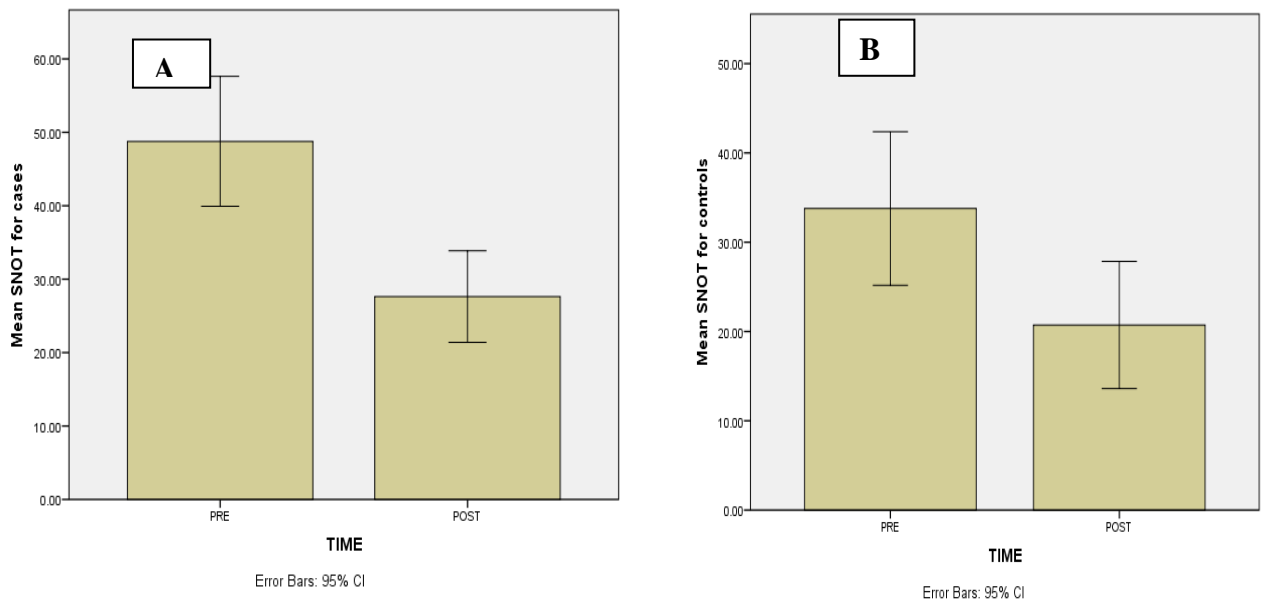 A
Mean SNOT for cases
60.00
50.00
40.00
30.00
20.00
10.00
0.00
PRE
POST
TIME
Error Bars: 95% CI
B
Mean SNOT for controls
50.00
40.00
30.00
20.00
10.00
0.00
PRE
POST
TIME
Error Bars: 95% CI